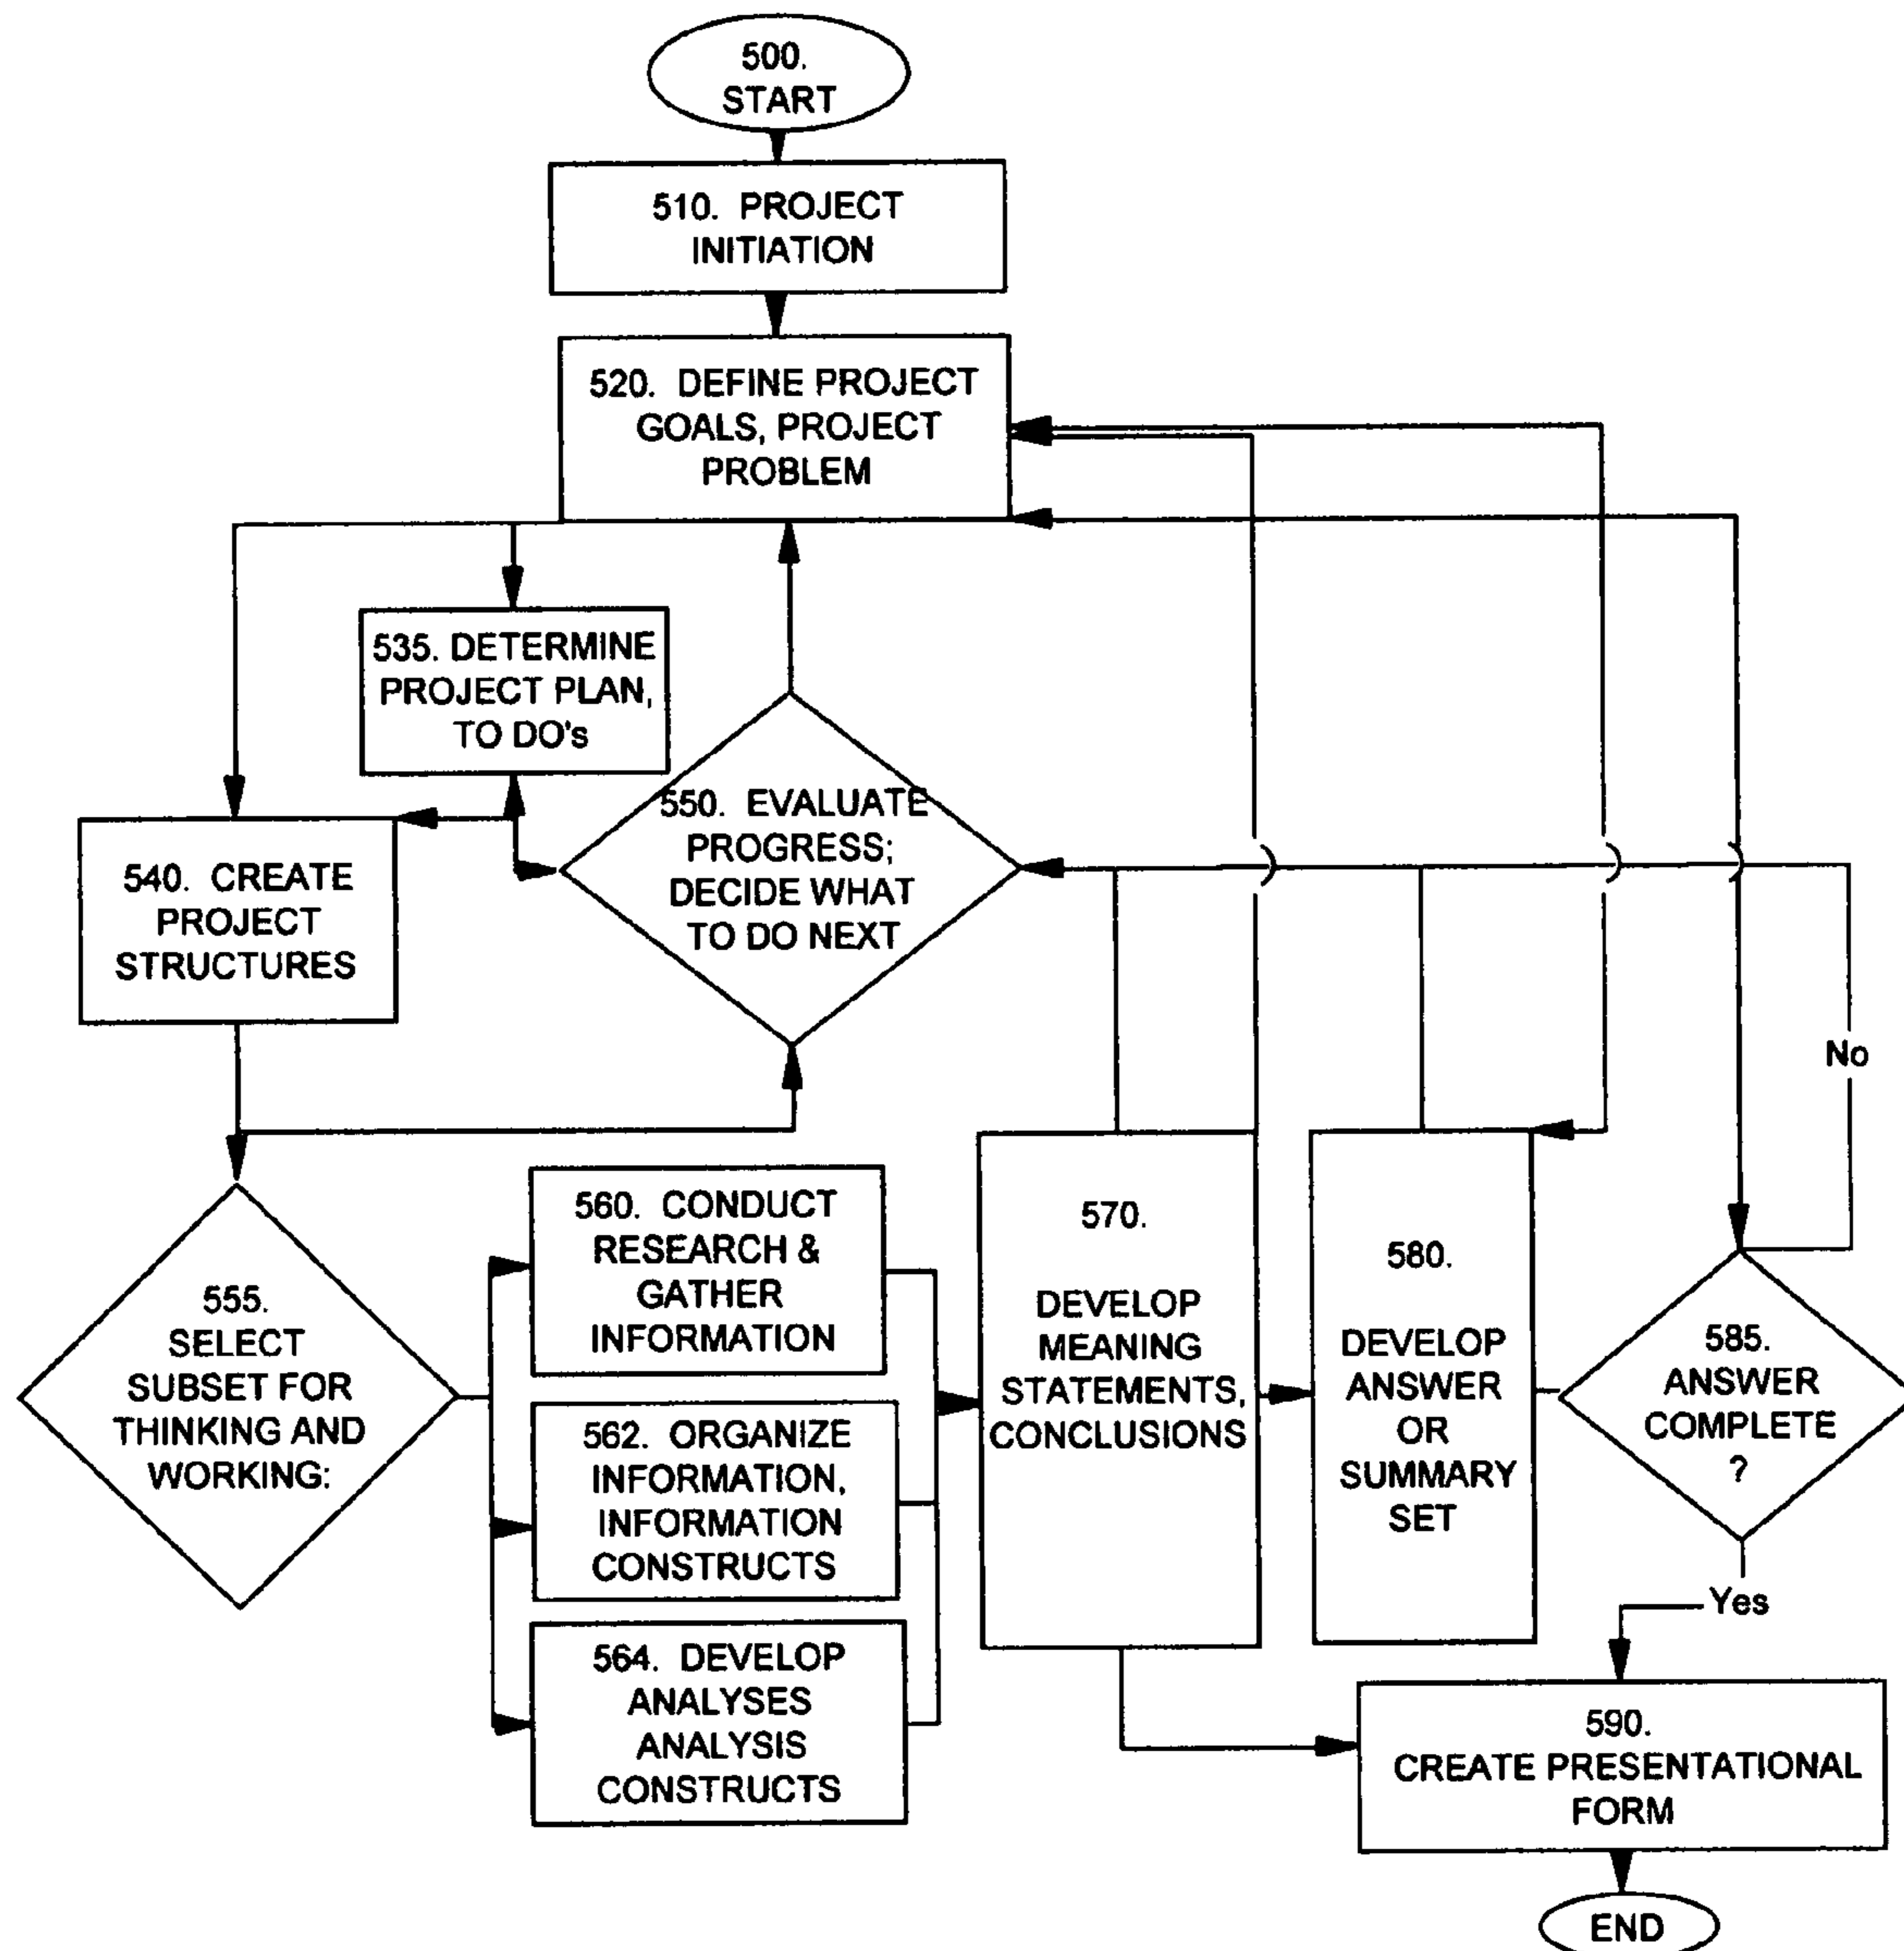 500.
START
510. PROJECT
INITIATION
520. DEFINE PROJECT
GOALS, PROJECT
PROBLEM
535. DETERMINE
PROJECT PLAN,
TO DO's
540. CREATE
PROJECT
STRUCTURES
550. EVALUATE
PROGRESS;
DECIDE WHAT
TO DO NEXT
No
555.
SELECT
SUBSET FOR
THINKING AND
WORKING:
560. CONDUCT
RESEARCH &
GATHER
INFORMATION
562. ORGANIZE
INFORMATION,
INFORMATION
CONSTRUCTS
564. DEVELOP
ANALYSES
ANALYSIS
CONSTRUCTS
570.
DEVELOP
MEANING
STATEMENTS,
CONCLUSIONS
580.
DEVELOP
ANSWER
OR
SUMMARY
SET
585.
ANSWER
COMPLETE
?
Yes
590.
CREATE PRESENTATIONAL
FORM
END